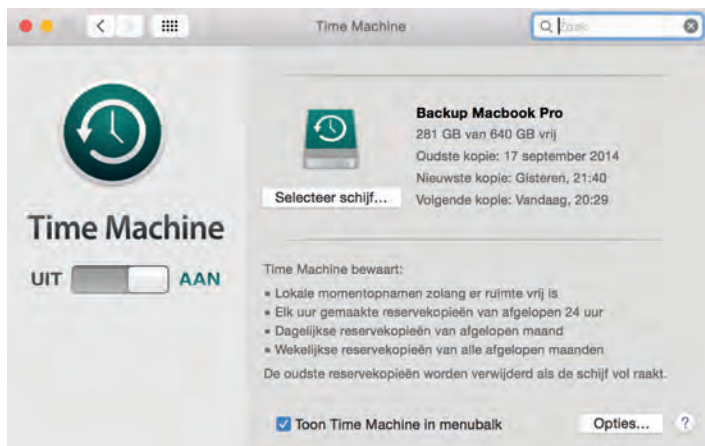 Time Machine
Zoek
Backup Macbook Pro
281 GB van 640 GB vrij
Oudste kopie: 17 september 2014
Nieuwste kopie: Gisteren, 21:40
Volgende kopie: Vandaag, 20:29
Selecteer schijf...
Time Machine
UIT AAN
Time Machine bewaart:
• Lokale momentopnamen zolang er ruimte vrij is
• Elk uur gemaakte reservekopieën van afgelopen 24 uur
• Dagelijkse reservekopieën van afgelopen maand
• Wekelijkse reservekopieën van alle afgelopen maanden
De oudste reservekopieën worden verwijderd als de schijf vol raakt.
Toon Time Machine in menubalk
Opties... ?